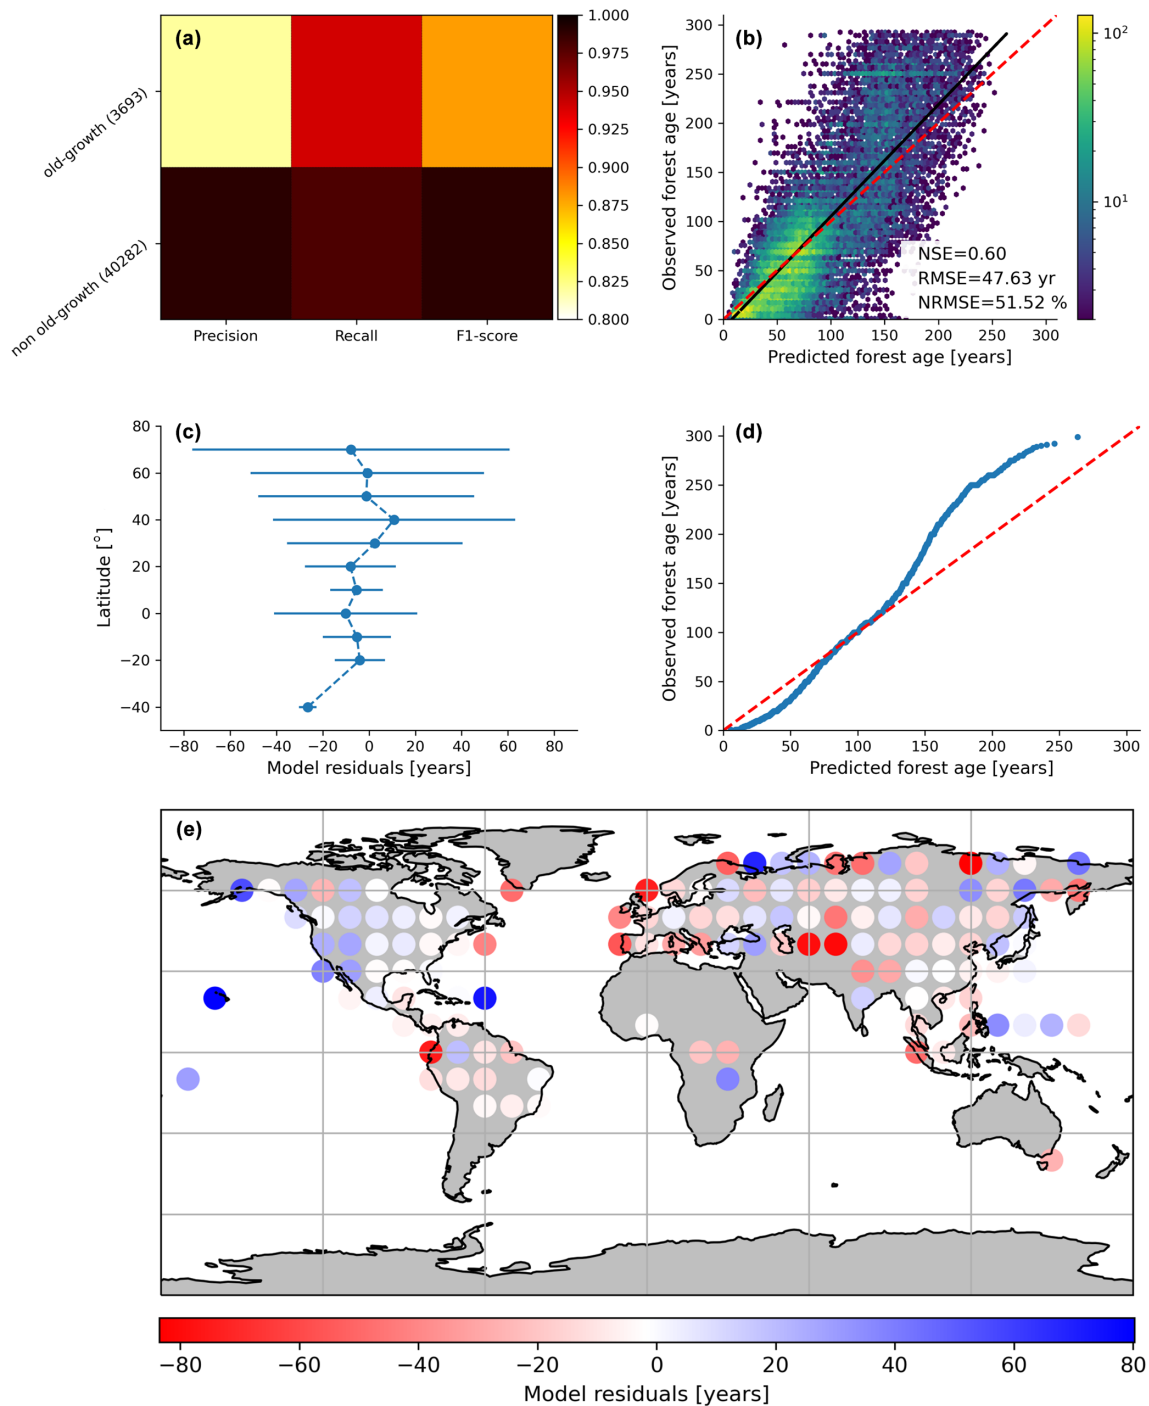 (a)
old-growth (3693)
non old-growth (40282)
Precision Recall F1-score
1.000
0.975
0.950
0.925
0.900
0.875
0.850
0.825
0.800
(b)
Observed forest age [years]
300
250
200
150
100
50
0
0 50 100 150 200 250 300
Predicted forest age [years]
NSE=0.60
RMSE=47.63 yr
NRMSE=51.52 %
10²
10¹
(c)
Latitude [°]
80
60
40
20
0
−20
−40
−80 −60 −40 −20 0 20 40 60 80
Model residuals [years]
(d)
Observed forest age [years]
300
250
200
150
100
50
0
0 50 100 150 200 250 300
Predicted forest age [years]
(e)
−80 −60 −40 −20 0 20 40 60 80
Model residuals [years]